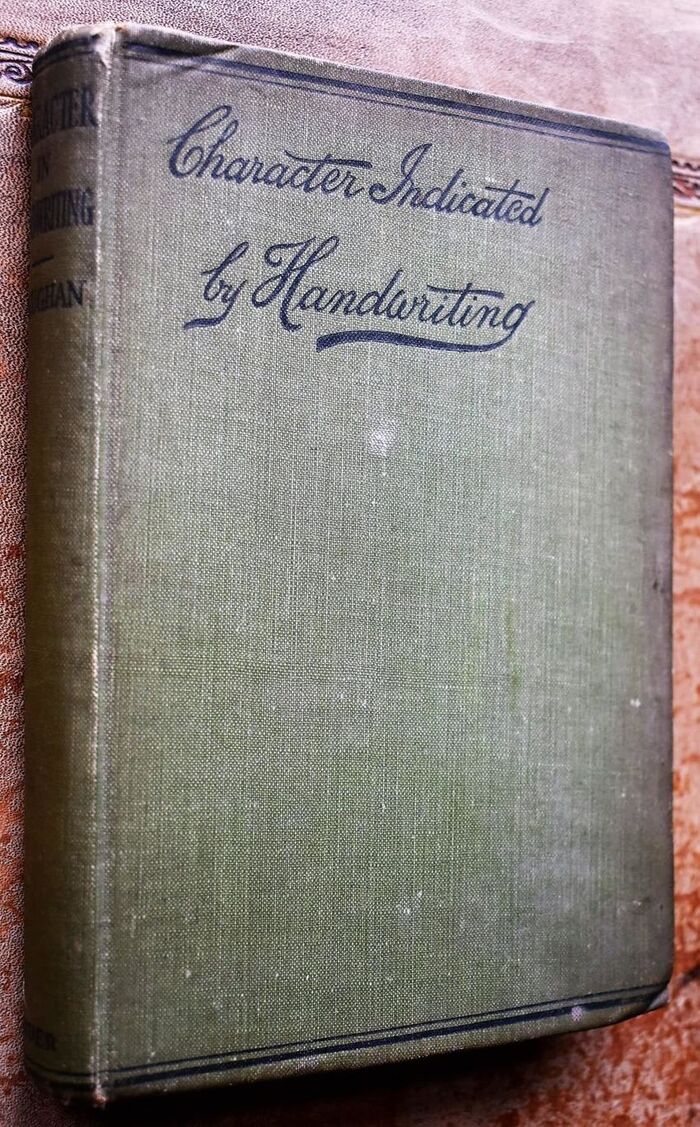 Character Indicated
by Handwriting
IN